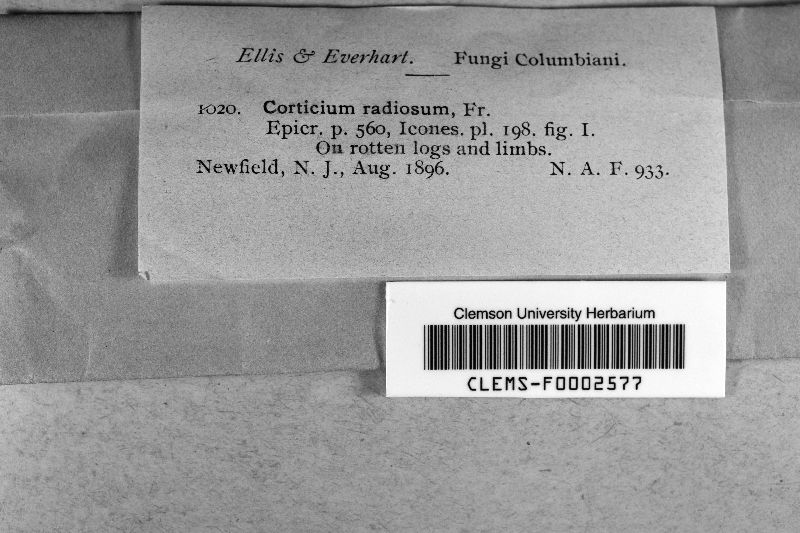 Ellis & Everhart. Fungi Columbiani.
1020. Corticium radiosum, Fr.
Epicr. p. 560, Icones. pl. 198. fig. I.
On rotten logs and limbs.
Newfield, N. J., Aug. 1896. N. A. F. 933.
Clemson University Herbarium
CLEMS-F0002577